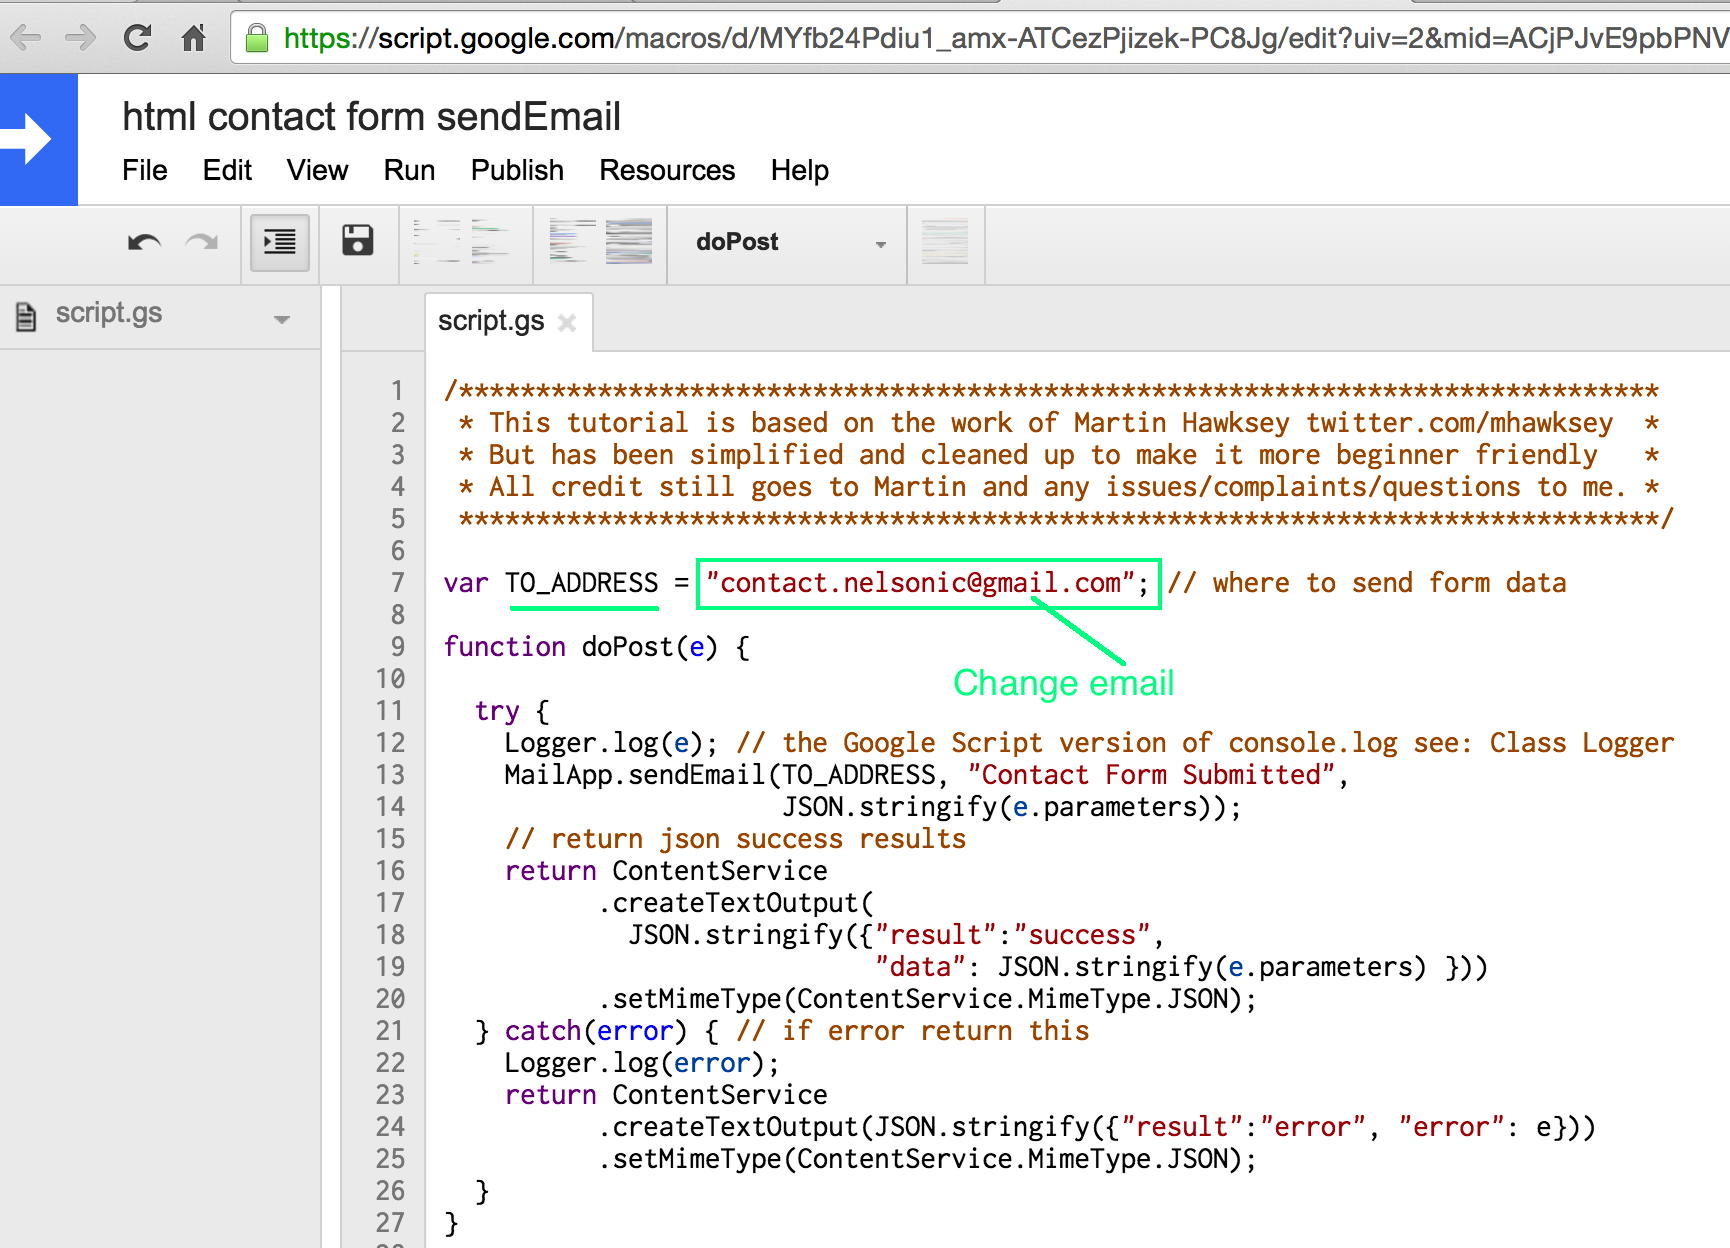 https://script.google.com/macros/d/MYfb24Pdiu1_amx-ATCezPjizek-PC8Jg/edit?uiv=2&mid=ACjPJvE9pbPNV
html contact form sendEmail
File Edit View Run Publish Resources Help
doPost
script.gs
script.gs
1 /******************************************************************************
2 * This tutorial is based on the work of Martin Hawksey twitter.com/mhawksey *
3 * But has been simplified and cleaned up to make it more beginner friendly *
4 * All credit still goes to Martin and any issues/complaints/questions to me. *
5 ******************************************************************************/
6
7 var TO_ADDRESS = "contact.nelsonic@gmail.com"; // where to send form data
8
9 function doPost(e) {
Change email
10
11 try {
12 Logger.log(e); // the Google Script version of console.log see: Class Logger
13 MailApp.sendEmail(TO_ADDRESS, "Contact Form Submitted",
14 JSON.stringify(e.parameters));
15 // return json success results
16 return ContentService
17 .createTextOutput(
18 JSON.stringify({"result":"success",
19 "data": JSON.stringify(e.parameters) }))
20 .setMimeType(ContentService.MimeType.JSON);
21 } catch(error) { // if error return this
22 Logger.log(error);
23 return ContentService
24 .createTextOutput(JSON.stringify({"result":"error", "error": e}))
25 .setMimeType(ContentService.MimeType.JSON);
26 }
27 }